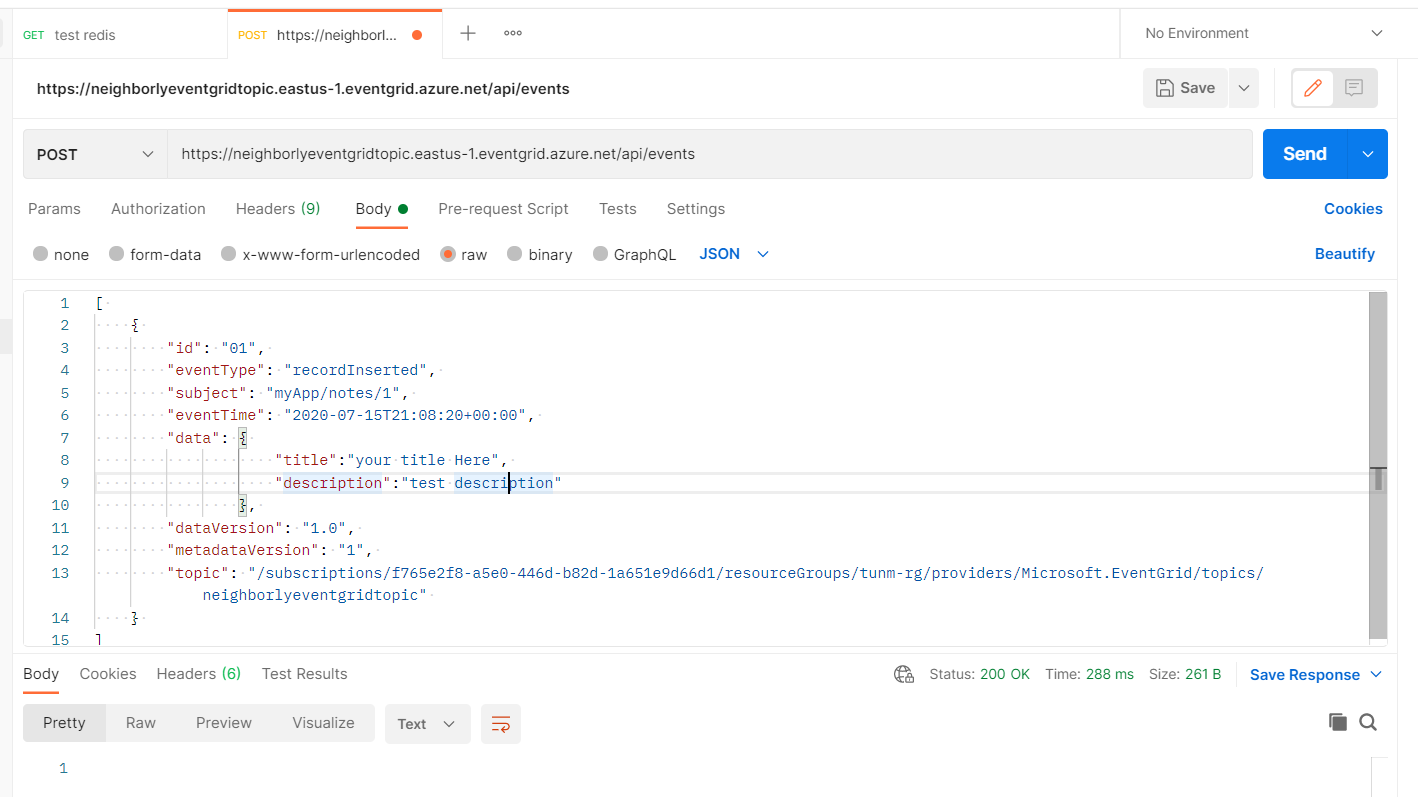 GET test redis POST https://neighborl... No Environment
https://neighborlyeventgridtopic.eastus-1.eventgrid.azure.net/api/events Save
POST https://neighborlyeventgridtopic.eastus-1.eventgrid.azure.net/api/events Send
Params Authorization Headers (9) Body Pre-request Script Tests Settings Cookies
none form-data x-www-form-urlencoded raw binary GraphQL JSON Beautify
1 [
2 {
3 "id": "01",
4 "eventType": "recordInserted",
5 "subject": "myApp/notes/1",
6 "eventTime": "2020-07-15T21:08:20+00:00",
7 "data": {
8 "title":"your title Here",
9 "description":"test description"
10 },
11 "dataVersion": "1.0",
12 "metadataVersion": "1",
13 "topic": "/subscriptions/f765e2f8-a5e0-446d-b82d-1a651e9d66d1/resourceGroups/tunm-rg/providers/Microsoft.EventGrid/topics/
neighborlyeventgridtopic"
14 }
15 ]
Body Cookies Headers (6) Test Results Status: 200 OK Time: 288 ms Size: 261 B Save Response
Pretty Raw Preview Visualize Text
1